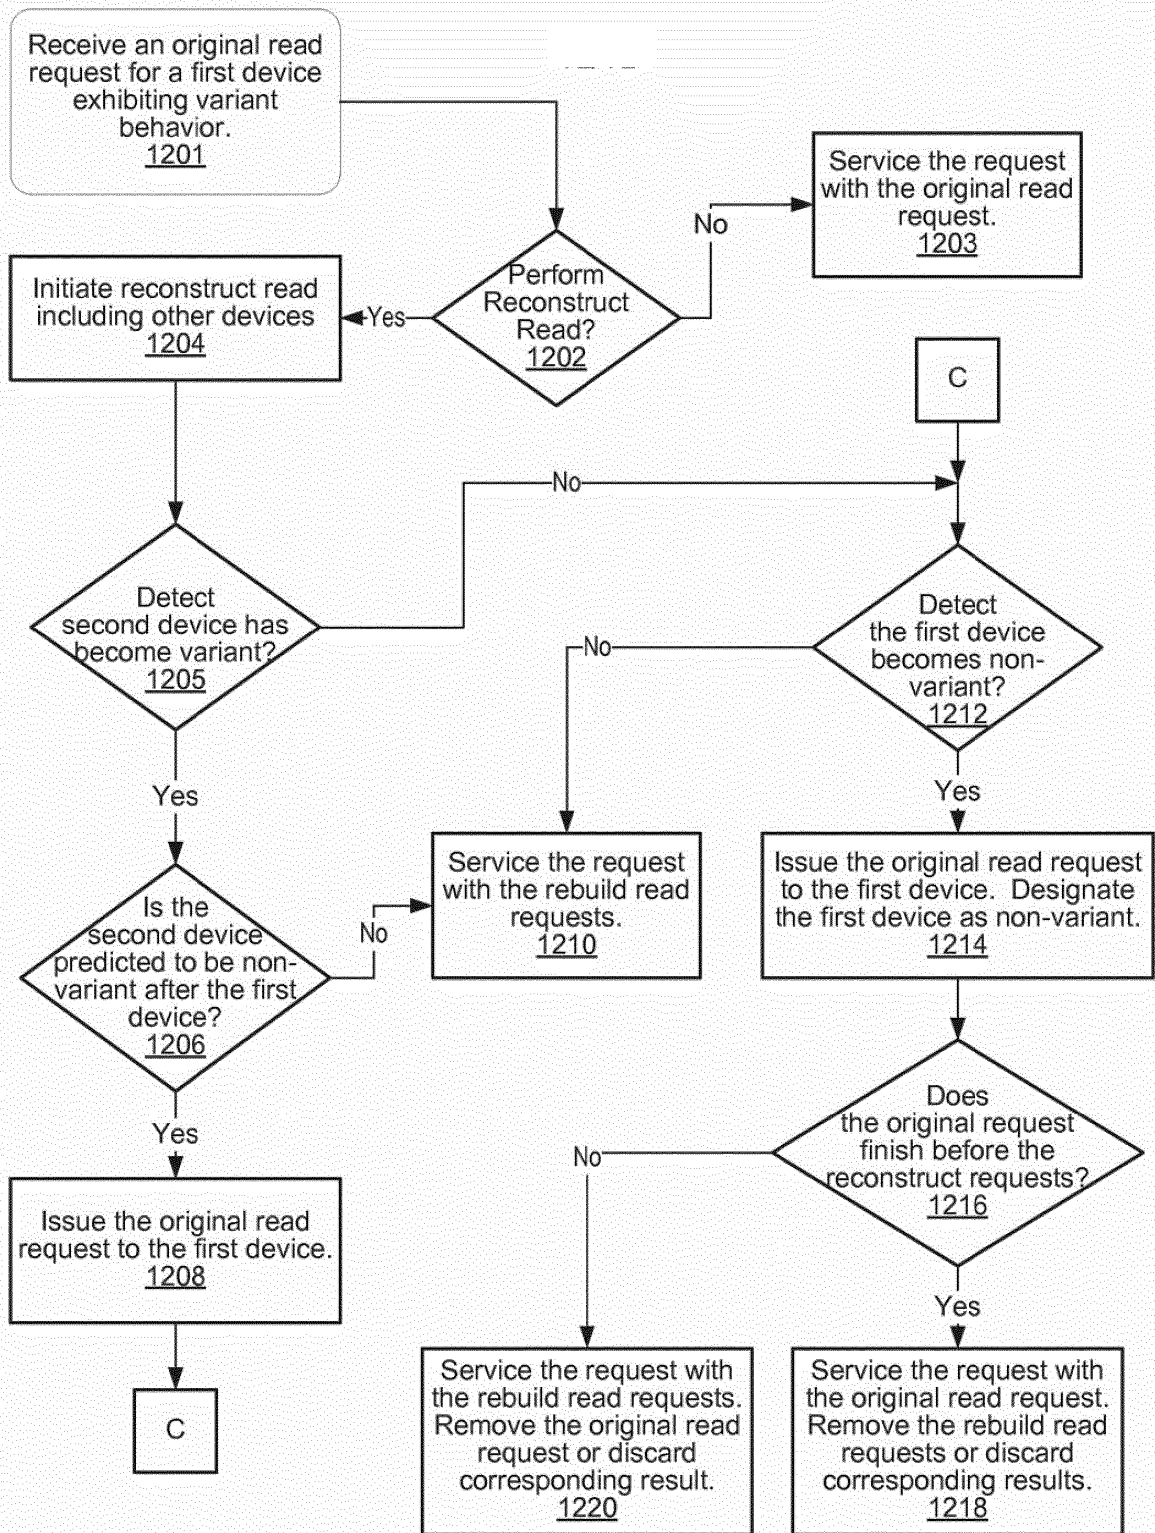 Receive an original read
request for a first device
exhibiting variant
behavior.
1201
Service the request
with the original read
request.
1203
No
Perform
Reconstruct
Read?
1202
Yes
Initiate reconstruct read
including other devices
1204
C
No
Detect
second device has
become variant?
1205
Detect
the first device
becomes non-
variant?
1212
No
Yes
Yes
Service the request
with the rebuild read
requests.
1210
Issue the original read request
to the first device. Designate
the first device as non-variant.
1214
Is the
second device
predicted to be non-
variant after the first
device?
1206
No
Yes
Does
the original request
finish before the
reconstruct requests?
1216
No
Yes
Issue the original read
request to the first device.
1208
C
Service the request with
the rebuild read requests.
Remove the original read
request or discard
corresponding result.
1220
Service the request with
the original read request.
Remove the rebuild read
requests or discard
corresponding results.
1218